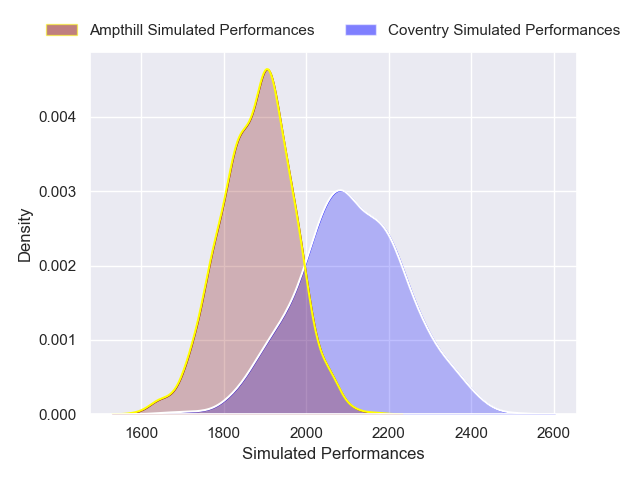 Ampthill Simulated Performances Coventry Simulated Performances
0.004
0.003
0.002
0.001
0.000
Density
1600 1800 2000 2200 2400 2600
Simulated Performances